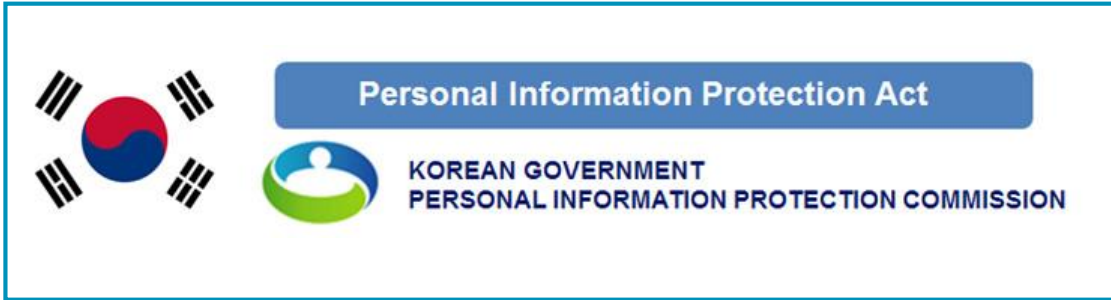 Personal Information Protection Act
KOREAN GOVERNMENT
PERSONAL INFORMATION PROTECTION COMMISSION